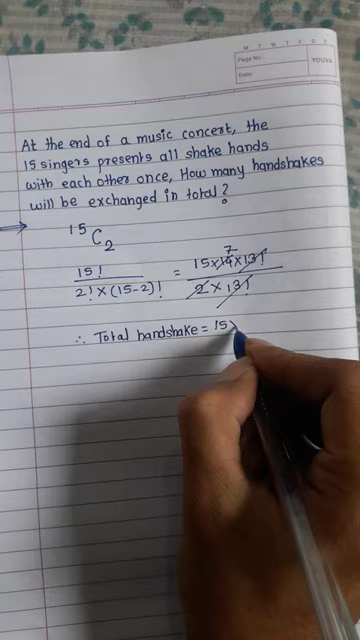 M T W T F S S
Page No.:
YOUVA
Date:
At the end of a music concert, the
15 singers presents all shake hands
with each other once, How many handshakes
will be exchanged in total?
⇒ ¹⁵C₂
15! / 2! × (15-2)! = 15 × 14 7 × 13! / 2 × 13!
∴ Total handshake = 15×